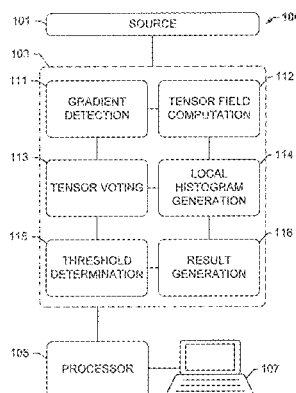 101
SOURCE
100
103
111
112
GRADIENT
DETECTION
TENSOR FIELD
COMPUTATION
113
114
TENSOR VOTING
LOCAL
HISTOGRAM
GENERATION
115
116
THRESHOLD
DETERMINATION
RESULT
GENERATION
105
PROCESSOR
107